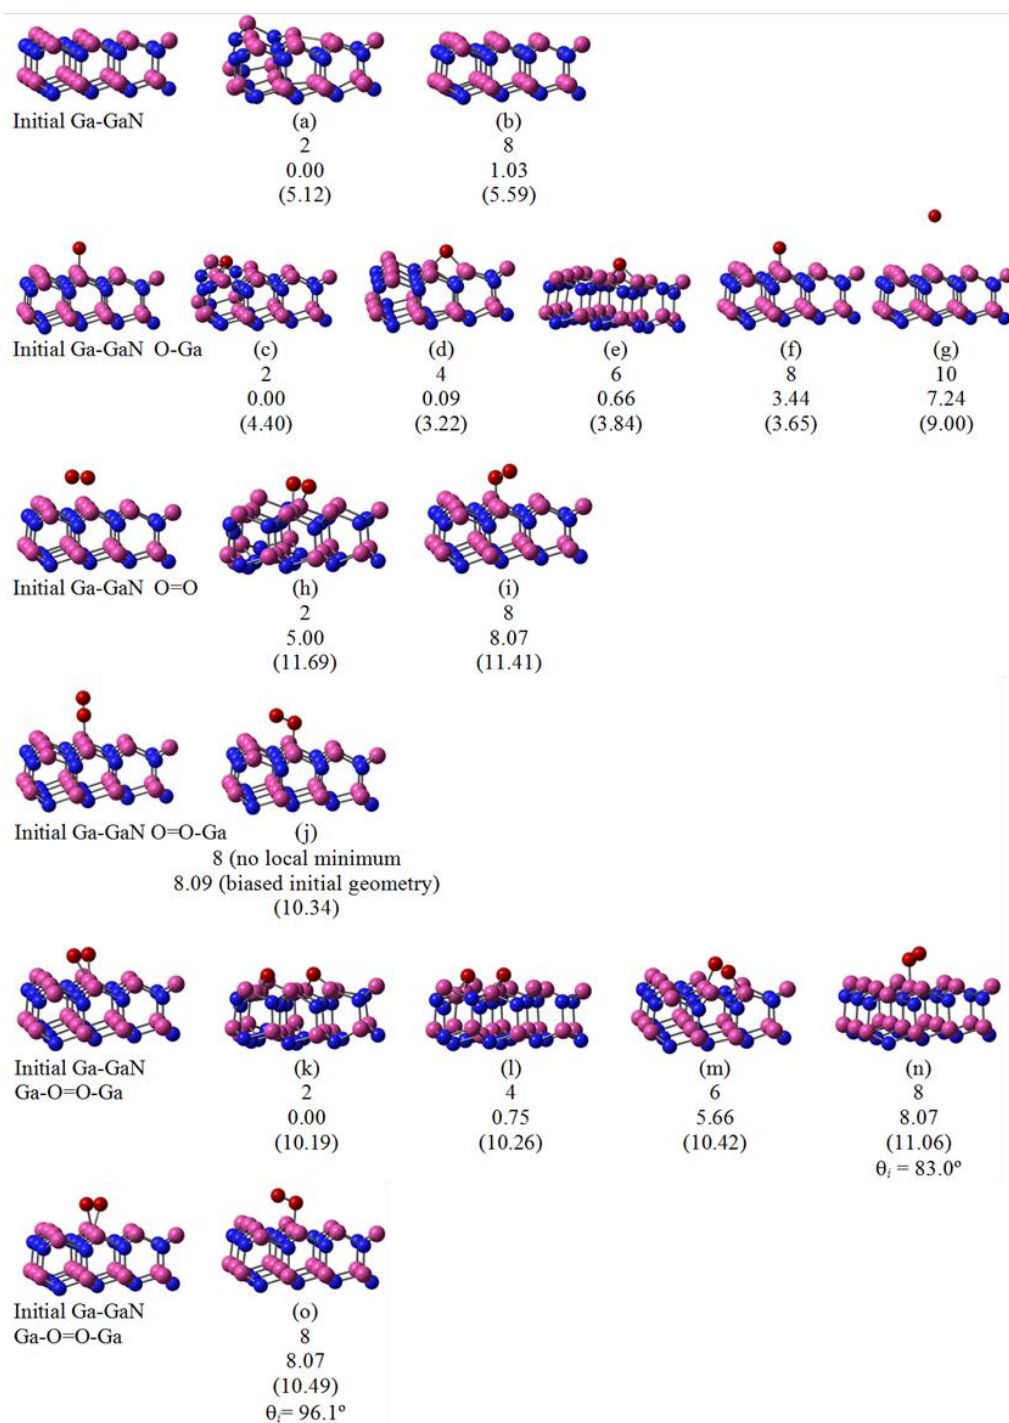 Initial Ga-GaN (a) (b)
2 8
0.00 1.03
(5.12) (5.59)
Initial Ga-GaN O-Ga (c) (d) (e) (f) (g)
2 4 6 8 10
0.00 0.09 0.66 3.44 7.24
(4.40) (3.22) (3.84) (3.65) (9.00)
Initial Ga-GaN O=O (h) (i)
2 8
5.00 8.07
(11.69) (11.41)
Initial Ga-GaN O=O-Ga (j)
8 (no local minimum
8.09 (biased initial geometry)
(10.34)
Initial Ga-GaN (k) (l) (m) (n)
Ga-O=O-Ga 2 4 6 8
0.00 0.75 5.66 8.07
(10.19) (10.26) (10.42) (11.06)
θi = 83.0º
Initial Ga-GaN (o)
Ga-O=O-Ga 8
8.07
(10.49)
θi= 96.1º